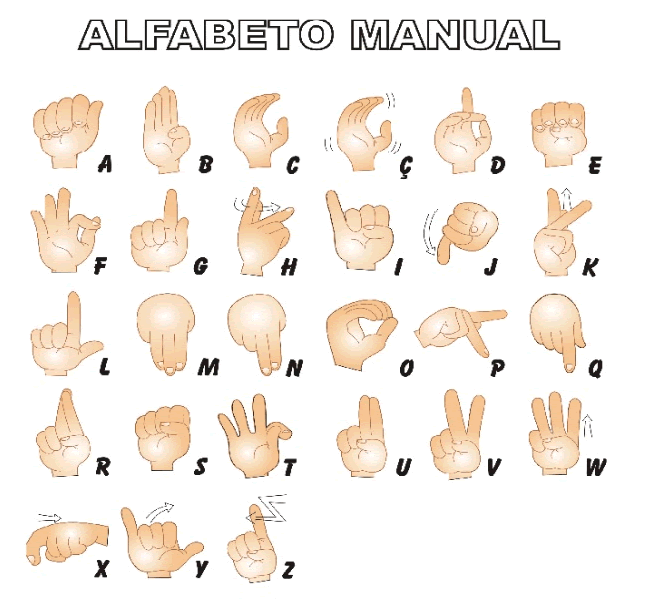 ALFABETO MANUAL
A B C Ç D E
F G H I J K
L M N O P Q
R S T U V W
X Y Z